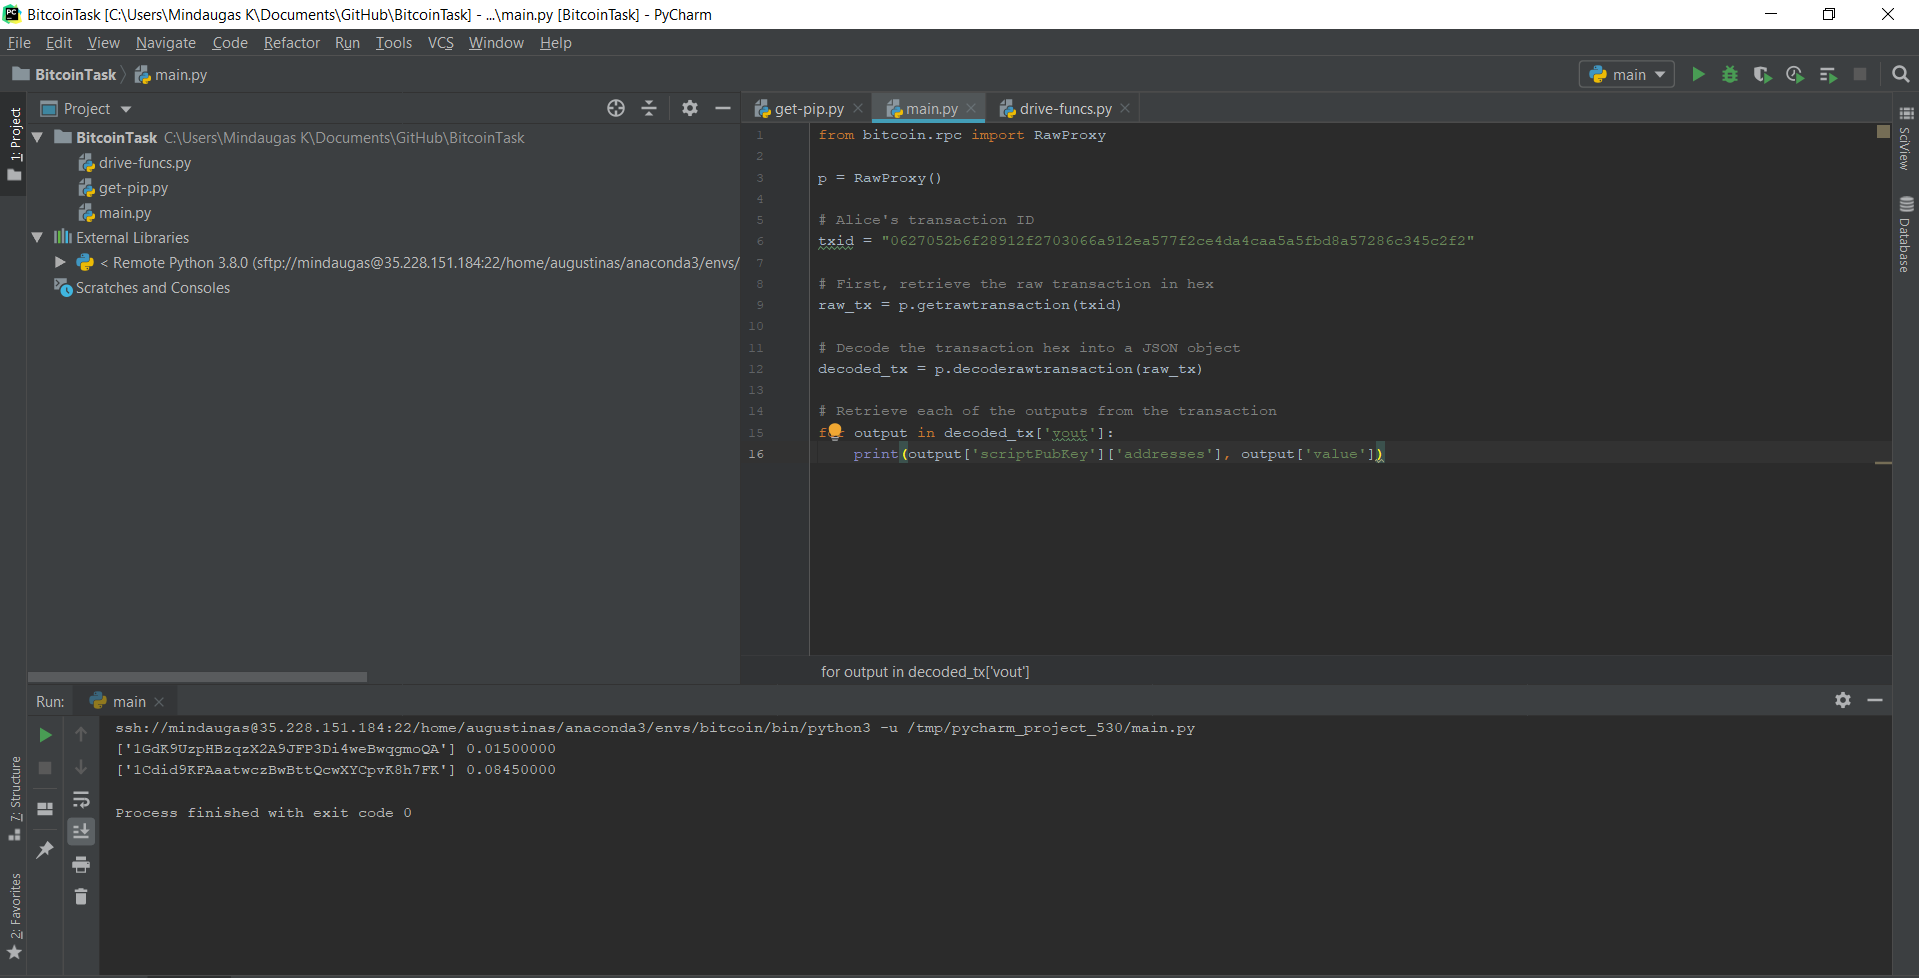 BitcoinTask [C:\Users\Mindaugas K\Documents\GitHub\BitcoinTask] - ...\main.py [BitcoinTask] - PyCharm
File Edit View Navigate Code Refactor Run Tools VCS Window Help
BitcoinTask main.py
main
1: Project
Project
BitcoinTask C:\Users\Mindaugas K\Documents\GitHub\BitcoinTask
drive-funcs.py
get-pip.py
main.py
External Libraries
< Remote Python 3.8.0 (sftp://mindaugas@35.228.151.184:22/home/augustinas/anaconda3/envs/
Scratches and Consoles
get-pip.py main.py drive-funcs.py
1 from bitcoin.rpc import RawProxy
2
3 p = RawProxy()
4
5 # Alice's transaction ID
6 txid = "0627052b6f28912f2703066a912ea577f2ce4da4caa5a5fbd8a57286c345c2f2"
7
8 # First, retrieve the raw transaction in hex
9 raw_tx = p.getrawtransaction(txid)
10
11 # Decode the transaction hex into a JSON object
12 decoded_tx = p.decoderawtransaction(raw_tx)
13
14 # Retrieve each of the outputs from the transaction
15 for output in decoded_tx['vout']:
16 print(output['scriptPubKey']['addresses'], output['value'])
for output in decoded_tx['vout']
SciView
Database
Run: main
ssh://mindaugas@35.228.151.184:22/home/augustinas/anaconda3/envs/bitcoin/bin/python3 -u /tmp/pycharm_project_530/main.py
['1GdK9UzpHBzqzX2A9JFP3Di4weBwqgmoQA'] 0.01500000
['1Cdid9KFAaatwczBwBttQcwXYCpvK8h7FK'] 0.08450000
Process finished with exit code 0
7: Structure
2: Favorites